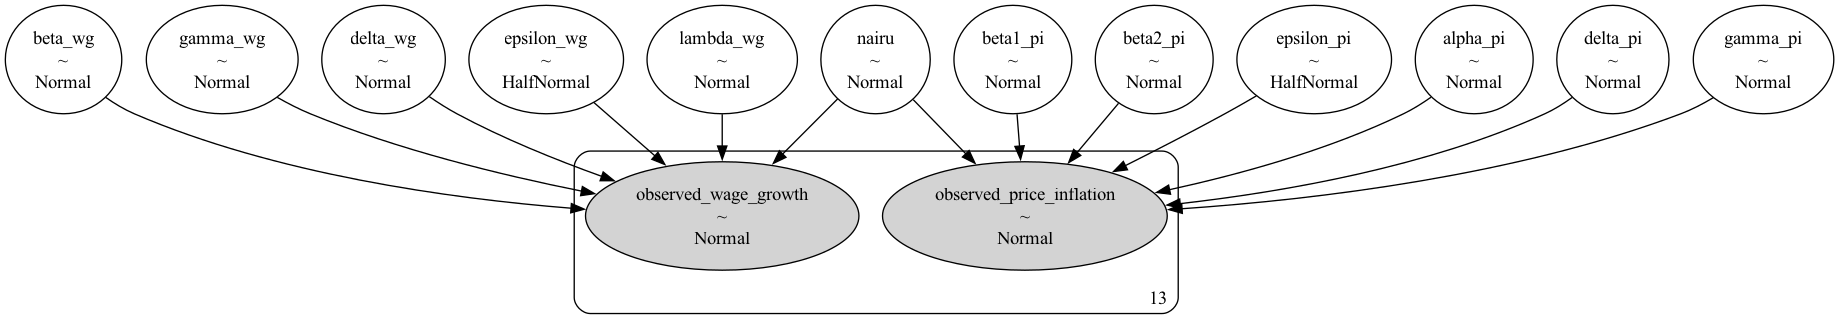 beta_wg
~
Normal
gamma_wg
~
Normal
delta_wg
~
Normal
epsilon_wg
~
HalfNormal
lambda_wg
~
Normal
nairu
~
Normal
beta1_pi
~
Normal
beta2_pi
~
Normal
epsilon_pi
~
HalfNormal
alpha_pi
~
Normal
delta_pi
~
Normal
gamma_pi
~
Normal
observed_wage_growth
~
Normal
observed_price_inflation
~
Normal
13